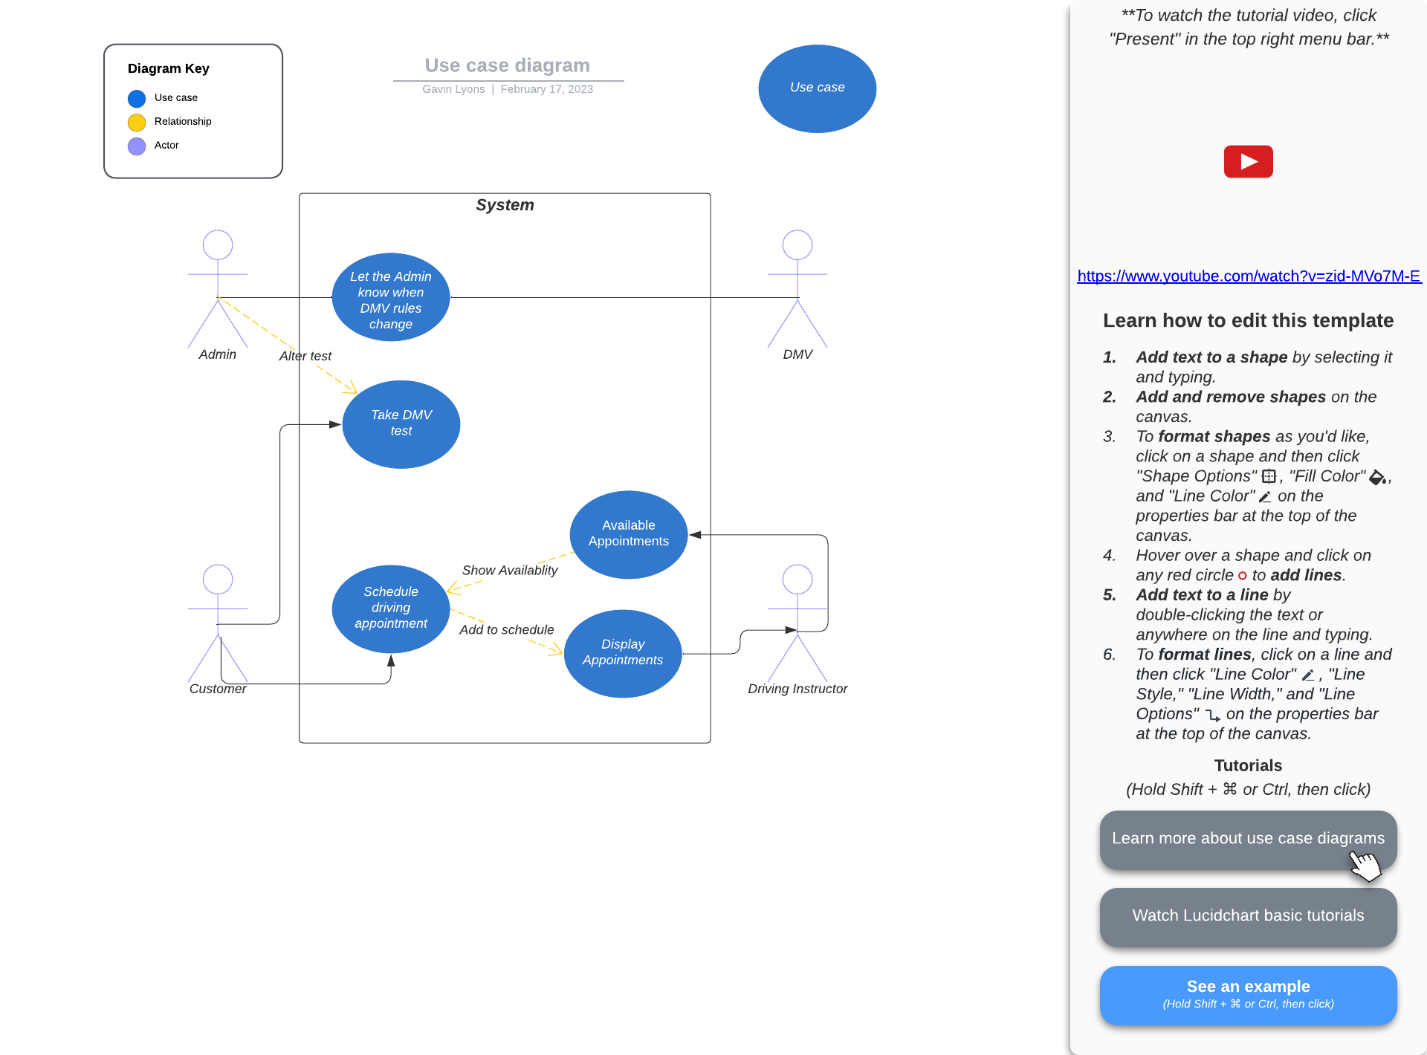 Diagram Key
Use case
Relationship
Actor
Use case diagram
Gavin Lyons | February 17, 2023
Use case
System
Let the Admin
know when
DMV rules
change
Admin
DMV
Alter test
Take DMV
test
Available
Appointments
Show Availablity
Schedule
driving
appointment
Add to schedule
Display
Appointments
Customer
Driving Instructor
**To watch the tutorial video, click
"Present" in the top right menu bar.**
https://www.youtube.com/watch?v=zid-MVo7M-E
Learn how to edit this template
1. Add text to a shape by selecting it
and typing.
2. Add and remove shapes on the
canvas.
3. To format shapes as you'd like,
click on a shape and then click
"Shape Options" , "Fill Color" ,
and "Line Color" on the
properties bar at the top of the
canvas.
4. Hover over a shape and click on
any red circle to add lines.
5. Add text to a line by
double-clicking the text or
anywhere on the line and typing.
6. To format lines, click on a line and
then click "Line Color" , "Line
Style," "Line Width," and "Line
Options" on the properties bar
at the top of the canvas.
Tutorials
(Hold Shift + ⌘ or Ctrl, then click)
Learn more about use case diagrams
Watch Lucidchart basic tutorials
See an example
(Hold Shift + ⌘ or Ctrl, then click)